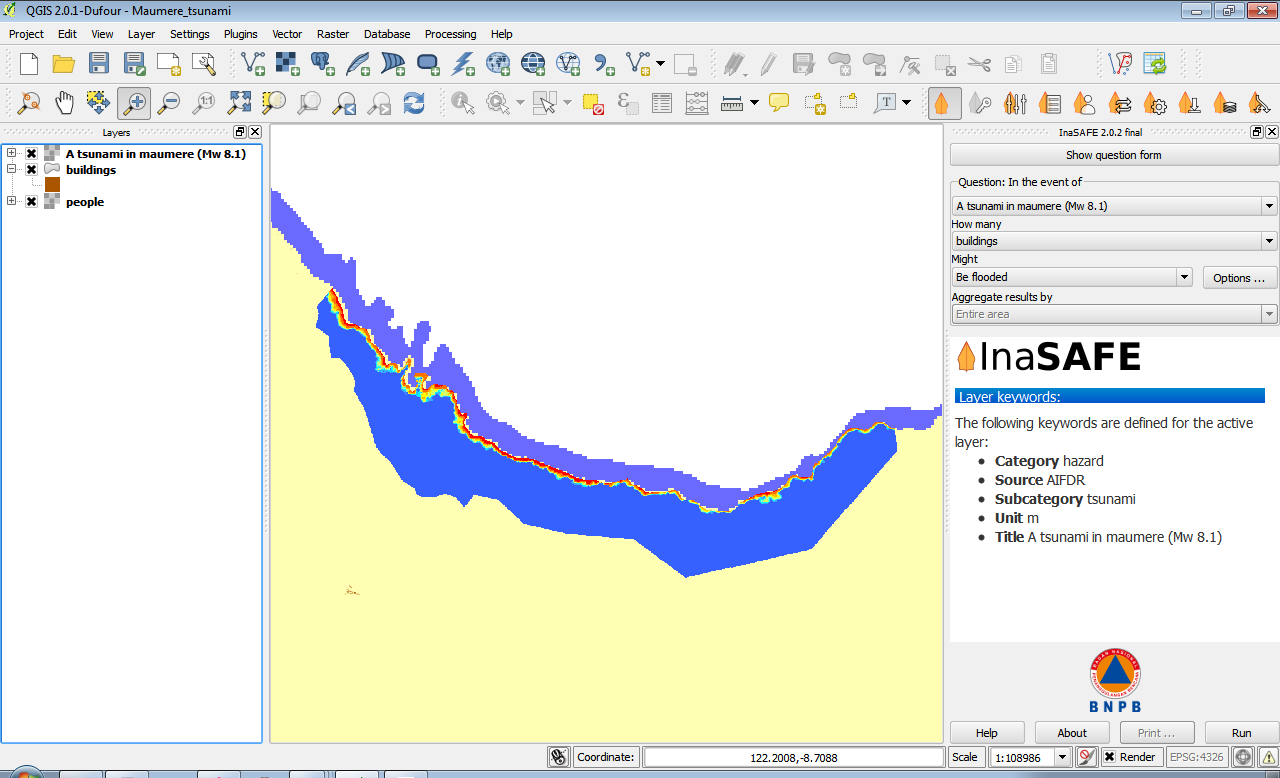 QGIS 2.0.1-Dufour - Maumere_tsunami
Project Edit View Layer Settings Plugins Vector Raster Database Processing Help
1:1
T
Layers
A tsunami in maumere (Mw 8.1)
buildings
people
InaSAFE 2.0.2 final
Show question form
Question: In the event of
A tsunami in maumere (Mw 8.1)
How many
buildings
Might
Be flooded
Options ...
Aggregate results by
Entire area
InaSAFE
Layer keywords:
The following keywords are defined for the active
layer:
Category hazard
Source AIFDR
Subcategory tsunami
Unit m
Title A tsunami in maumere (Mw 8.1)
BNPB
Help About Print ... Run
Coordinate: 122.2008,-8.7088 Scale 1:108986 Render EPSG:4326